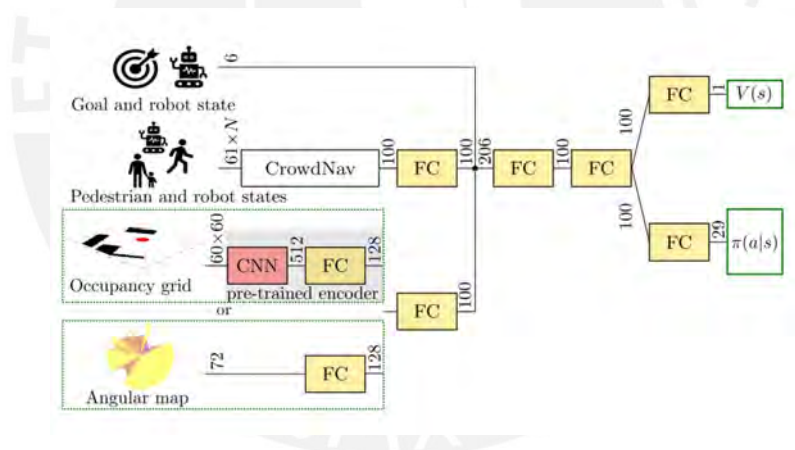 6
Goal and robot state
61×N
CrowdNav
100
FC
100
206
FC
100
FC
100
FC
1
V(s)
Pedestrian and robot states
100
FC
29
π(a|s)
60×60
CNN
512
FC
128
Occupancy grid
pre-trained encoder
or
FC
100
72
FC
128
Angular map